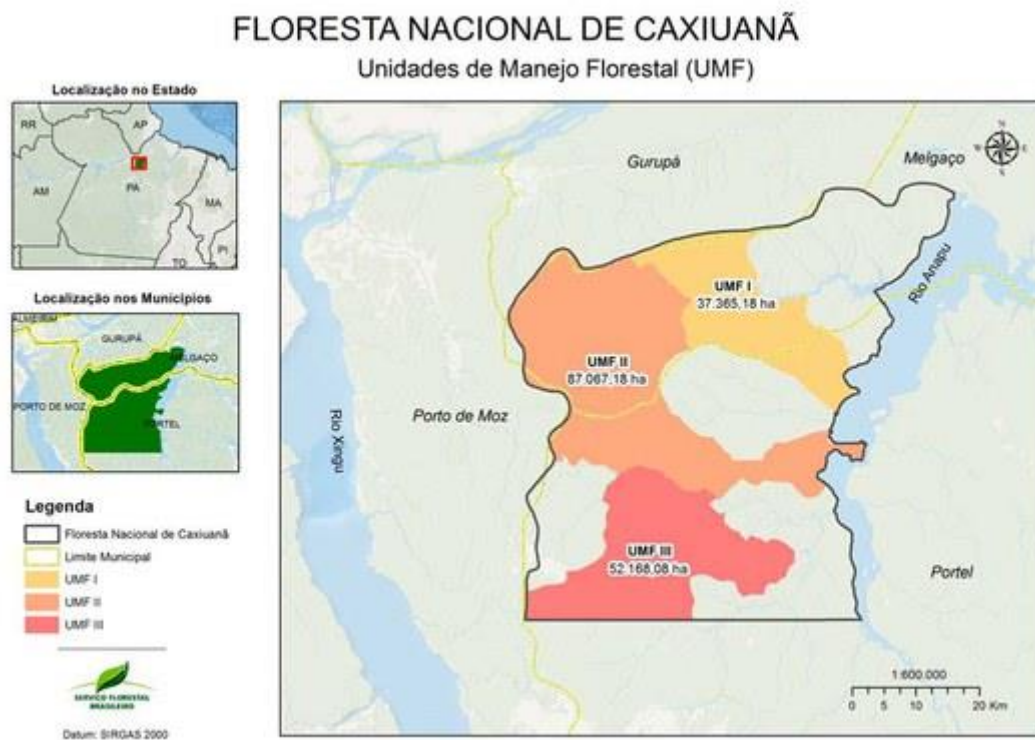 FLORESTA NACIONAL DE CAXIUANÃ
Unidades de Manejo Florestal (UMF)
Localização no Estado
RR
AP
AM
PA
MA
PI
TO
Localização nos Municípios
ALMEIRIM
GURUPÁ
MELGAÇO
PORTO DE MOZ
PORTEL
Legenda
Floresta Nacional de Caxiuanã
Limite Municipal
UMF I
UMF II
UMF III
SERVIÇO FLORESTAL
BRASILEIRO
Datum: SIRGAS 2000
Gurupá
Melgaço
N
W
E
S
Rio Anapu
UMF I
37.365,18 ha
UMF II
87.067,18 ha
Porto de Moz
Rio Xingu
UMF III
52.168,08 ha
Portel
1:600.000
0 5 10 20 Km